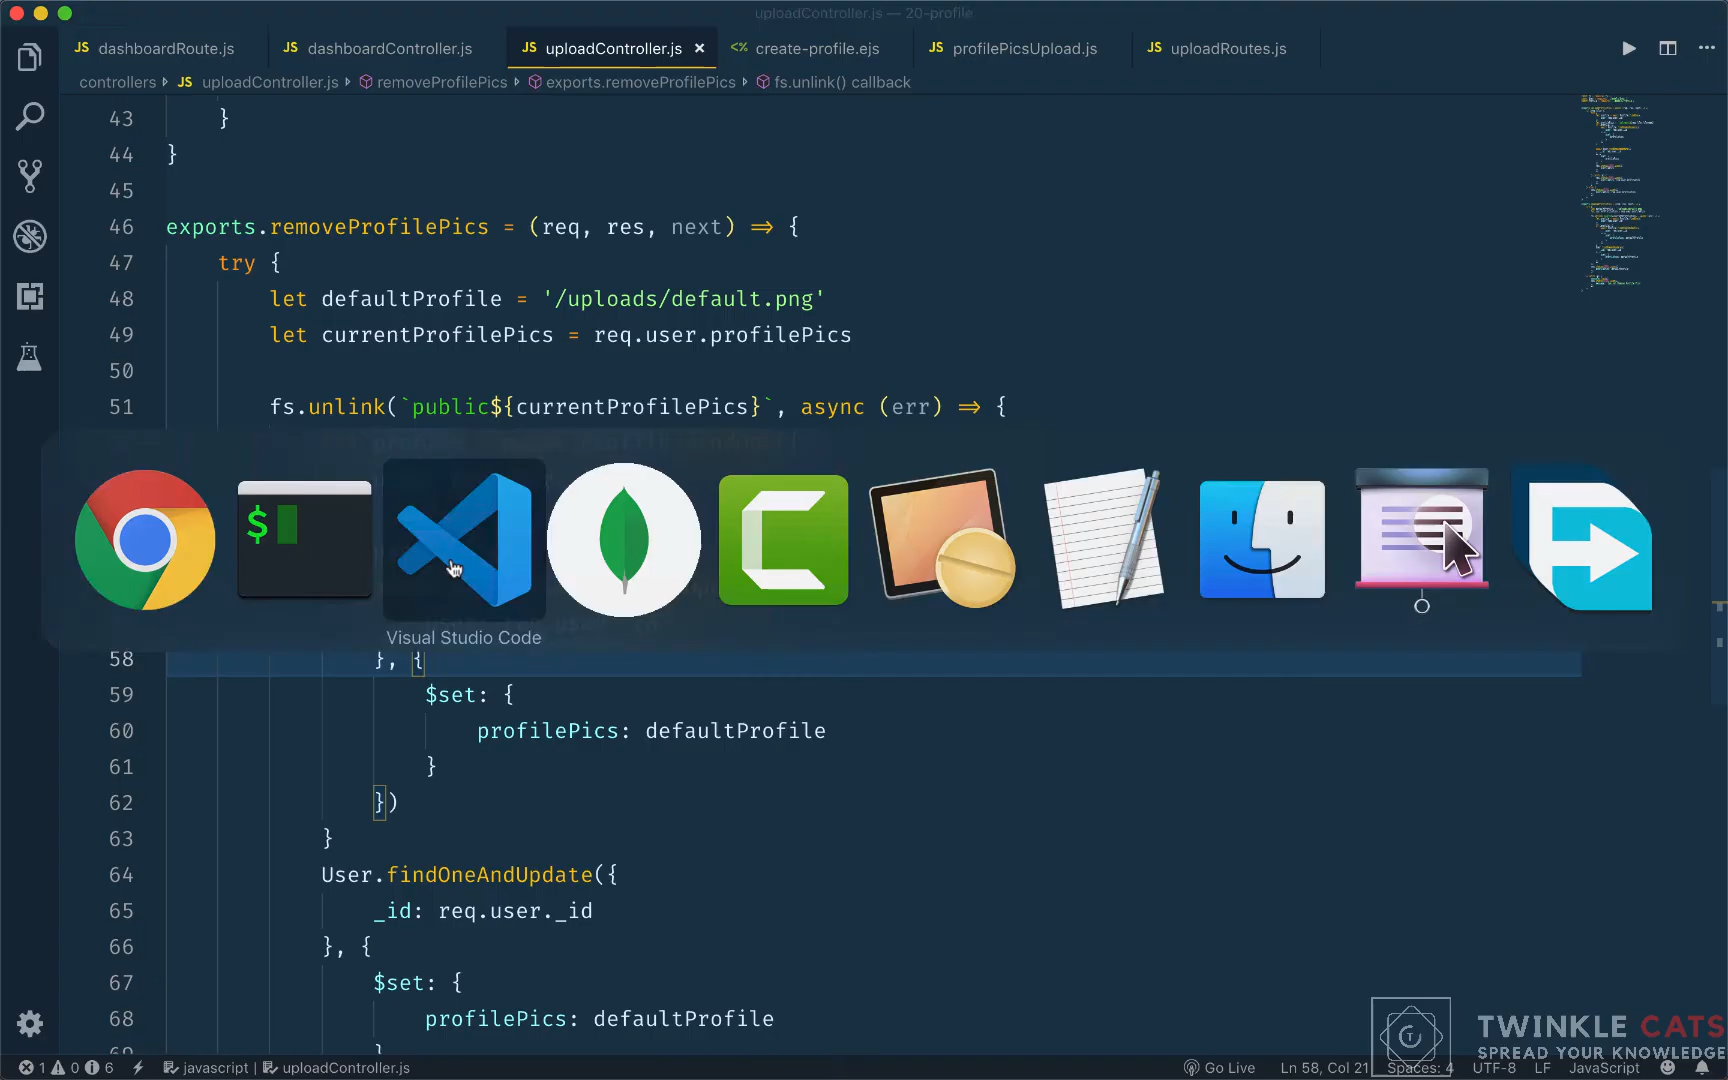 uploadController.js — 20-profile
JS dashboardRoute.js
JS dashboardController.js
JS uploadController.js ×
<% create-profile.ejs
JS profilePicsUpload.js
JS uploadRoutes.js
controllers JS uploadController.js removeProfilePics exports.removeProfilePics fs.unlink() callback
43 }
44 }
45
46 exports.removeProfilePics = (req, res, next) => {
47 try {
48 let defaultProfile = '/uploads/default.png'
49 let currentProfilePics = req.user.profilePics
50
51 fs.unlink(`public${currentProfilePics}`, async (err) => {
$
Visual Studio Code
58 }, {
59 $set: {
60 profilePics: defaultProfile
61 }
62 })
63 }
64 User.findOneAndUpdate({
65 _id: req.user._id
66 }, {
67 $set: {
68 profilePics: defaultProfile
69 }
TWINKLE CATS
SPREAD YOUR KNOWLEDGE
1 0 6 javascript | uploadController.js Go Live Ln 58, Col 21 Spaces: 4 UTF-8 LF JavaScript